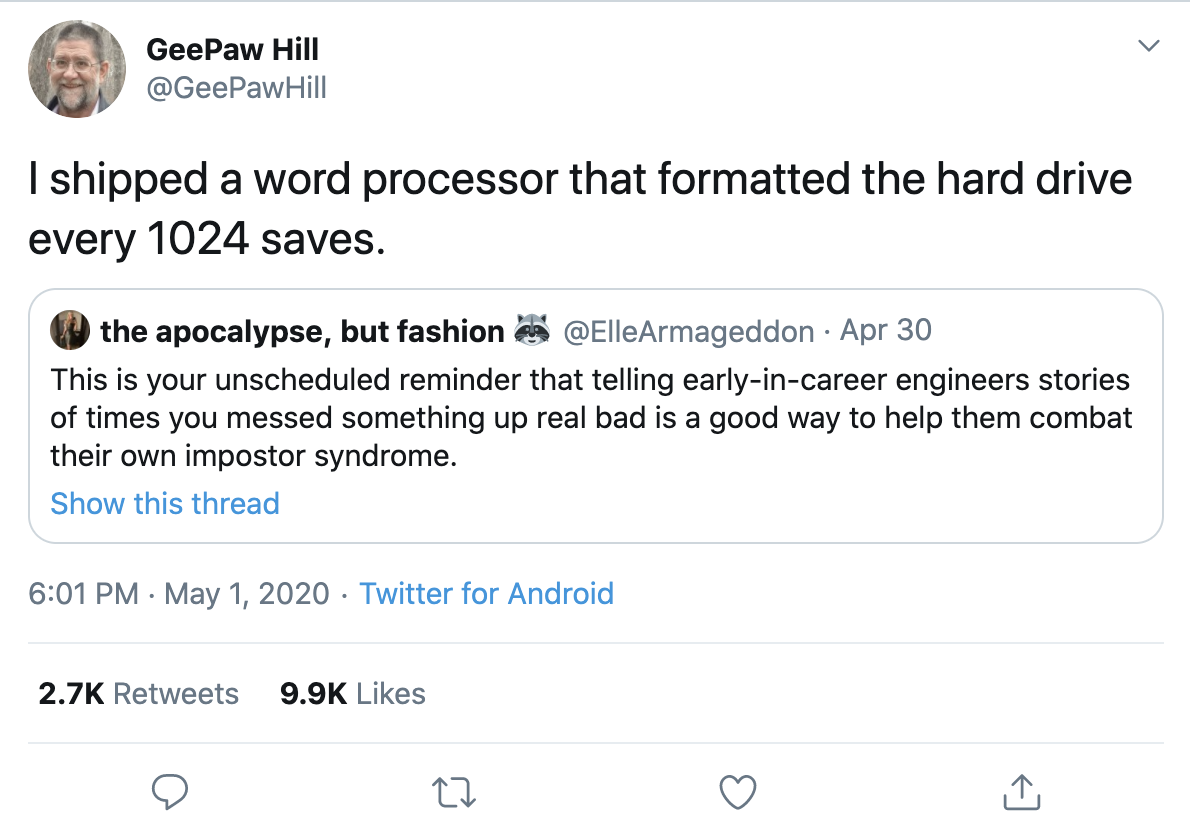 GeePaw Hill
@GeePawHill
I shipped a word processor that formatted the hard drive
every 1024 saves.
the apocalypse, but fashion 🦝 @ElleArmageddon · Apr 30
This is your unscheduled reminder that telling early-in-career engineers stories
of times you messed something up real bad is a good way to help them combat
their own impostor syndrome.
Show this thread
6:01 PM · May 1, 2020 · Twitter for Android
2.7K Retweets 9.9K Likes